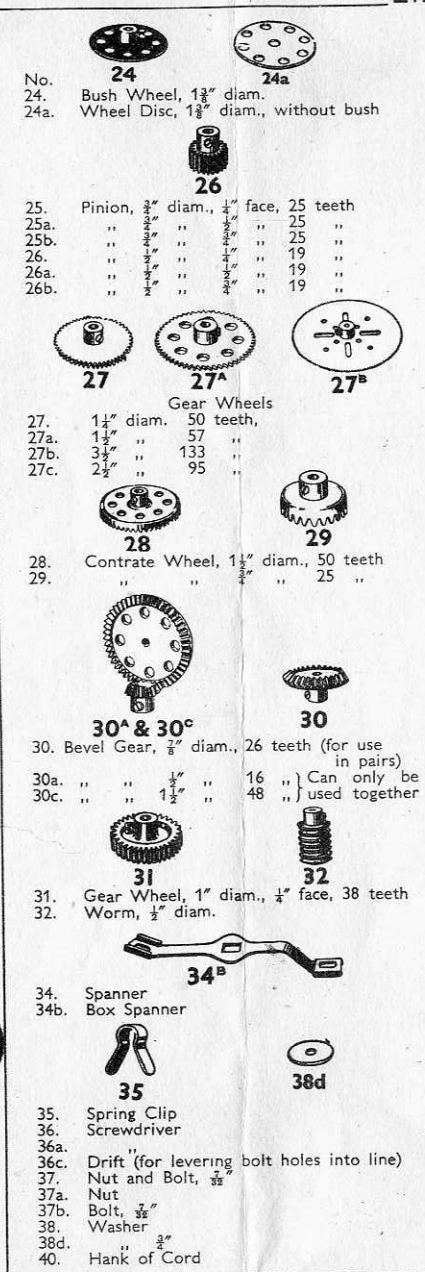 24
24a
No.
24. Bush Wheel, 1⅜″ diam.
24a. Wheel Disc, 1⅜″ diam., without bush
26
25. Pinion, ¾″ diam., ¼″ face, 25 teeth
25a. ,, ¾″ ,, ½″ ,, 25 ,,
25b. ,, ¾″ ,, ¾″ ,, 25 ,,
26. ,, ½″ ,, ¼″ ,, 19 ,,
26a. ,, ½″ ,, ½″ ,, 19 ,,
26b. ,, ½″ ,, ¾″ ,, 19 ,,
27 27A 27B
Gear Wheels
27. 1¼″ diam. 50 teeth,
27a. 1½″ ,, 57 ,,
27b. 3½″ ,, 133 ,,
27c. 2½″ ,, 95 ,,
28 29
28. Contrate Wheel, 1½″ diam., 50 teeth
29. ,, ,, ¾″ ,, 25 ,,
30A & 30C 30
30. Bevel Gear, ⅞″ diam., 26 teeth (for use
in pairs)
30a. ,, ,, ½″ ,, 16 ,, } Can only be
30c. ,, ,, 1½″ ,, 48 ,, } used together
31 32
31. Gear Wheel, 1″ diam., ¼″ face, 38 teeth
32. Worm, ½″ diam.
34B
34. Spanner
34b. Box Spanner
35 38d
35. Spring Clip
36. Screwdriver
36a. ,,
36c. Drift (for levering bolt holes into line)
37. Nut and Bolt, 7/32″
37a. Nut
37b. Bolt, 7/32″
38. Washer
38d. ,, ¾″
40. Hank of Cord